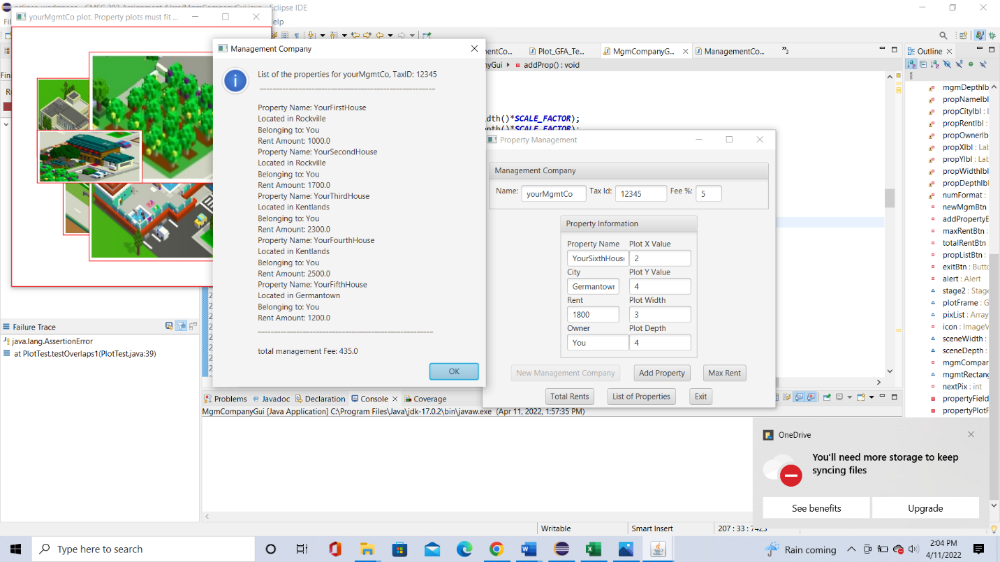 Eclipse IDE
yourMgmtCo plot. Property plots must fit ...
Management Company
List of the properties for yourMgmtCo, TaxID: 12345
Property Name: YourFirstHouse
Located in Rockville
Belonging to: You
Rent Amount: 1000.0
Property Name: YourSecondHouse
Located in Rockville
Belonging to: You
Rent Amount: 1700.0
Property Name: YourThirdHouse
Located in Kentlands
Belonging to: You
Rent Amount: 2300.0
Property Name: YourFourthHouse
Located in Kentlands
Belonging to: You
Rent Amount: 2500.0
Property Name: YourFifthHouse
Located in Germantown
Belonging to: You
Rent Amount: 1200.0
total management Fee: 435.0
OK
Plot_GFA_Te...
MgmCompanyG...
ManagementCo...
addProp() : void
dth()*SCALE_FACTOR);
Property Management
Management Company
Name: yourMgmtCo Tax Id: 12345 Fee %: 5
Property Information
Property Name Plot X Value
YourSixthHouse 2
City Plot Y Value
Germantown 4
Rent Plot Width
1800 3
Owner Plot Depth
You 4
New Management Company Add Property Max Rent
Total Rents List of Properties Exit
Outline
mgmDepthlb
propNamelbl
propCitylbl : l
propRentlbl
propOwnerlb
propXlbl : Lab
propYlbl : Lab
propWidthlbl
propDepthlbl
numFormat :
newMgmBtn
addPropertyB
maxRentBtn :
totalRentBtn
propListBtn :
exitBtn : Butto
alert : Alert
stage2 : Stage
plotFrame : G
pixList : Array
icon : ImageV
sceneWidth :
sceneDepth :
mgmCompar
mgmtRectang
nextPix : int
propertyField
propertyPlotF
Failure Trace
java.lang.AssertionError
at PlotTest.testOverlaps1(PlotTest.java:39)
Problems Javadoc Declaration Console Coverage
MgmCompanyGui [Java Application] C:\Program Files\Java\jdk-17.0.2\bin\javaw.exe (Apr 11, 2022, 1:57:35 PM)
OneDrive
You'll need more storage to keep
syncing files
See benefits Upgrade
Writable Smart Insert 207 : 33 : 7425
Type here to search
Rain coming
2:04 PM
4/11/2022